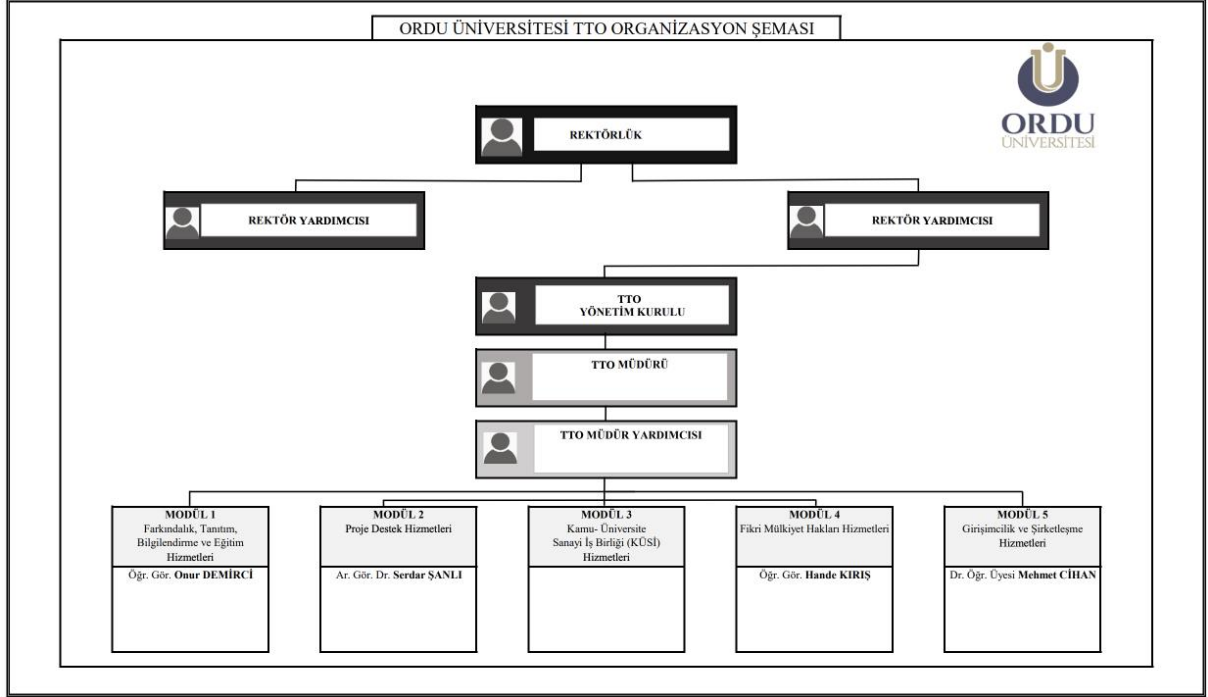 ORDU ÜNİVERSİTESİ TTO ORGANİZASYON ŞEMASI
ORDU
ÜNİVERSİTESİ
REKTÖRLÜK
REKTÖR YARDIMCISI
REKTÖR YARDIMCISI
TTO
YÖNETİM KURULU
TTO MÜDÜRÜ
TTO MÜDÜR YARDIMCISI
MODÜL 1
Farkındalık, Tanıtım,
Bilgilendirme ve Eğitim
Hizmetleri
Öğr. Gör. Onur DEMİRCİ
MODÜL 2
Proje Destek Hizmetleri
Ar. Gör. Dr. Serdar ŞANLI
MODÜL 3
Kamu- Üniversite
Sanayi İş Birliği (KÜSİ)
Hizmetleri
MODÜL 4
Fikri Mülkiyet Hakları Hizmetleri
Öğr. Gör. Hande KIRIŞ
MODÜL 5
Girişimcilik ve Şirketleşme
Hizmetleri
Dr. Öğr. Üyesi Mehmet CİHAN